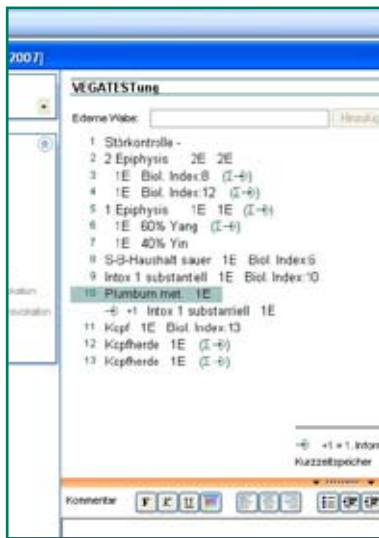 2007]
VEGATESTung
Externe Wabe:
Hinzufüg
1 Störkontrolle -
2 2 Epiphysis 2E 2E
3 1E Biol. Index:8 (Σ-⊕)
4 1E Biol. Index:12 (Σ-⊕)
5 1 Epiphysis 1E 1E (Σ-⊕)
6 1E 60% Yang (Σ-⊕)
7 1E 40% Yin
8 S-B-Haushalt sauer 1E Biol. Index:6
9 Intox 1 substantiell 1E Biol. Index:10
10 Plumbum met. 1E
-⊕ +1 Intox 1 substantiell 1E
11 Kopf 1E Biol. Index:13
12 Kopfherde 1E (Σ-⊕)
13 Kopfherde 1E (Σ-⊕)
-⊕ +1 = 1. Inform
Kurzzeitspeicher
Kommentar F K U